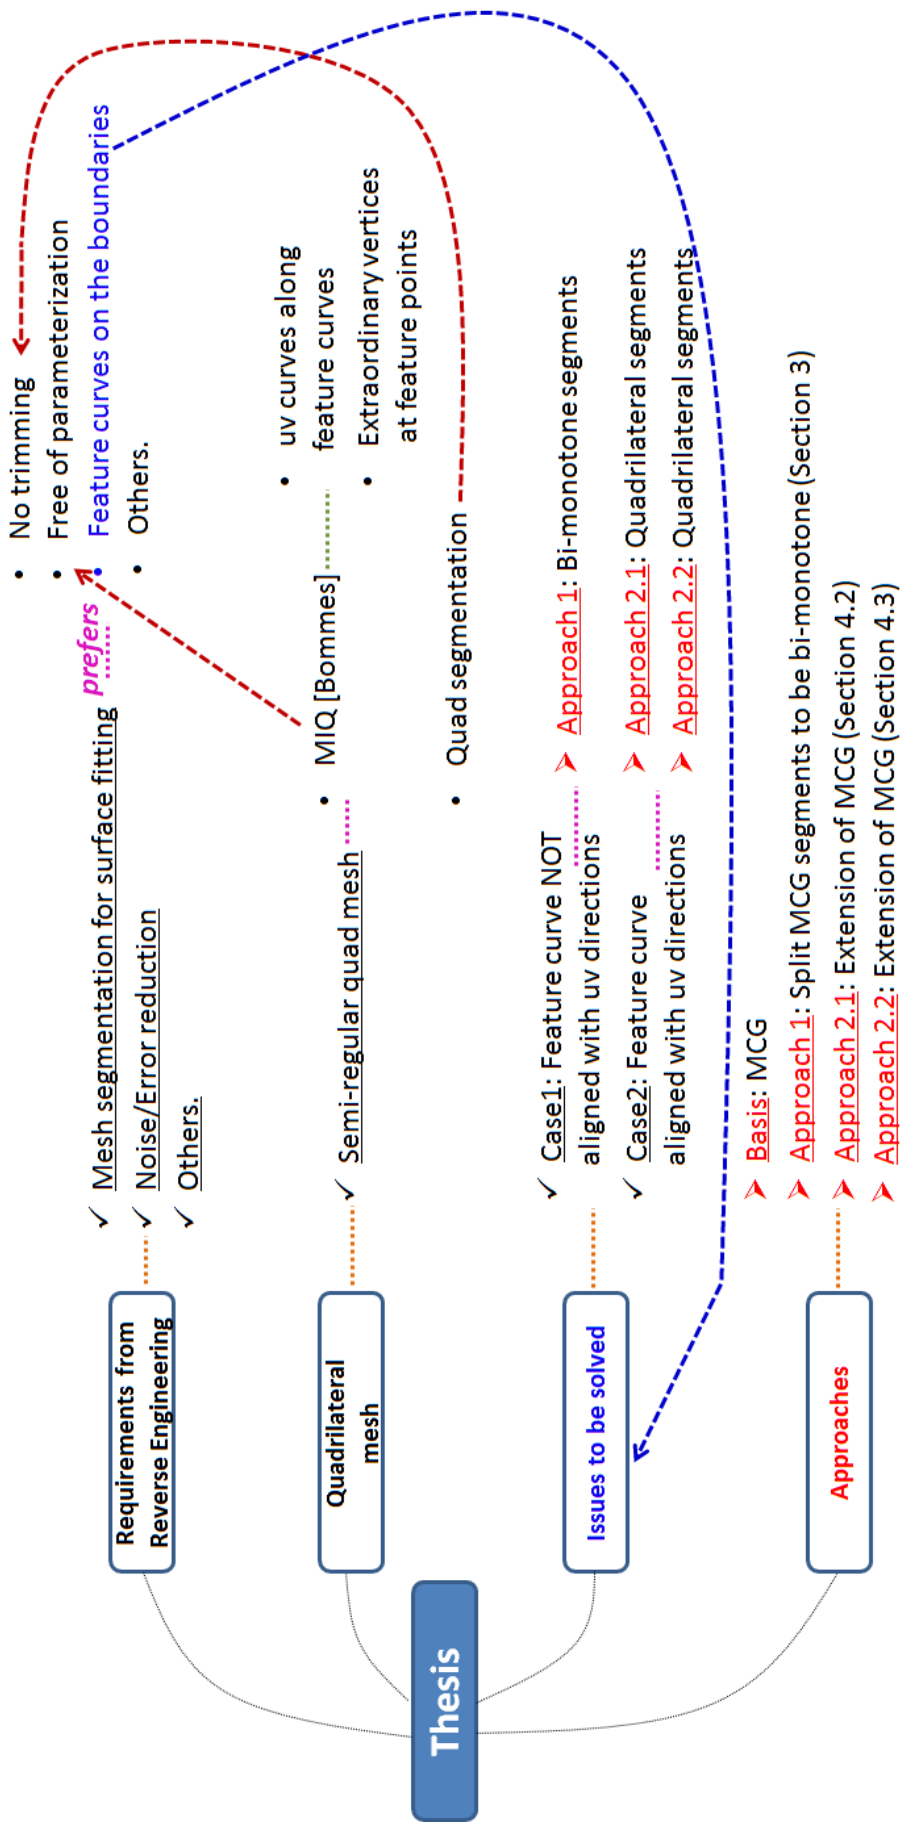 Thesis
Requirements from
Reverse Engineering
✓ Mesh segmentation for surface fitting
prefers
• No trimming
• Free of parameterization
• Feature curves on the boundaries
• Others.
✓ Noise/Error reduction
✓ Others.
Quadrilateral
mesh
✓ Semi-regular quad mesh
• MIQ [Bommes]
• uv curves along
feature curves
• Extraordinary vertices
at feature points
• Quad segmentation
Issues to be solved
✓ Case1: Feature curve NOT
aligned with uv directions
➢ Approach 1: Bi-monotone segments
✓ Case2: Feature curve
aligned with uv directions
➢ Approach 2.1: Quadrilateral segments
➢ Approach 2.2: Quadrilateral segments
Approaches
➢ Basis: MCG
➢ Approach 1: Split MCG segments to be bi-monotone (Section 3)
➢ Approach 2.1: Extension of MCG (Section 4.2)
➢ Approach 2.2: Extension of MCG (Section 4.3)